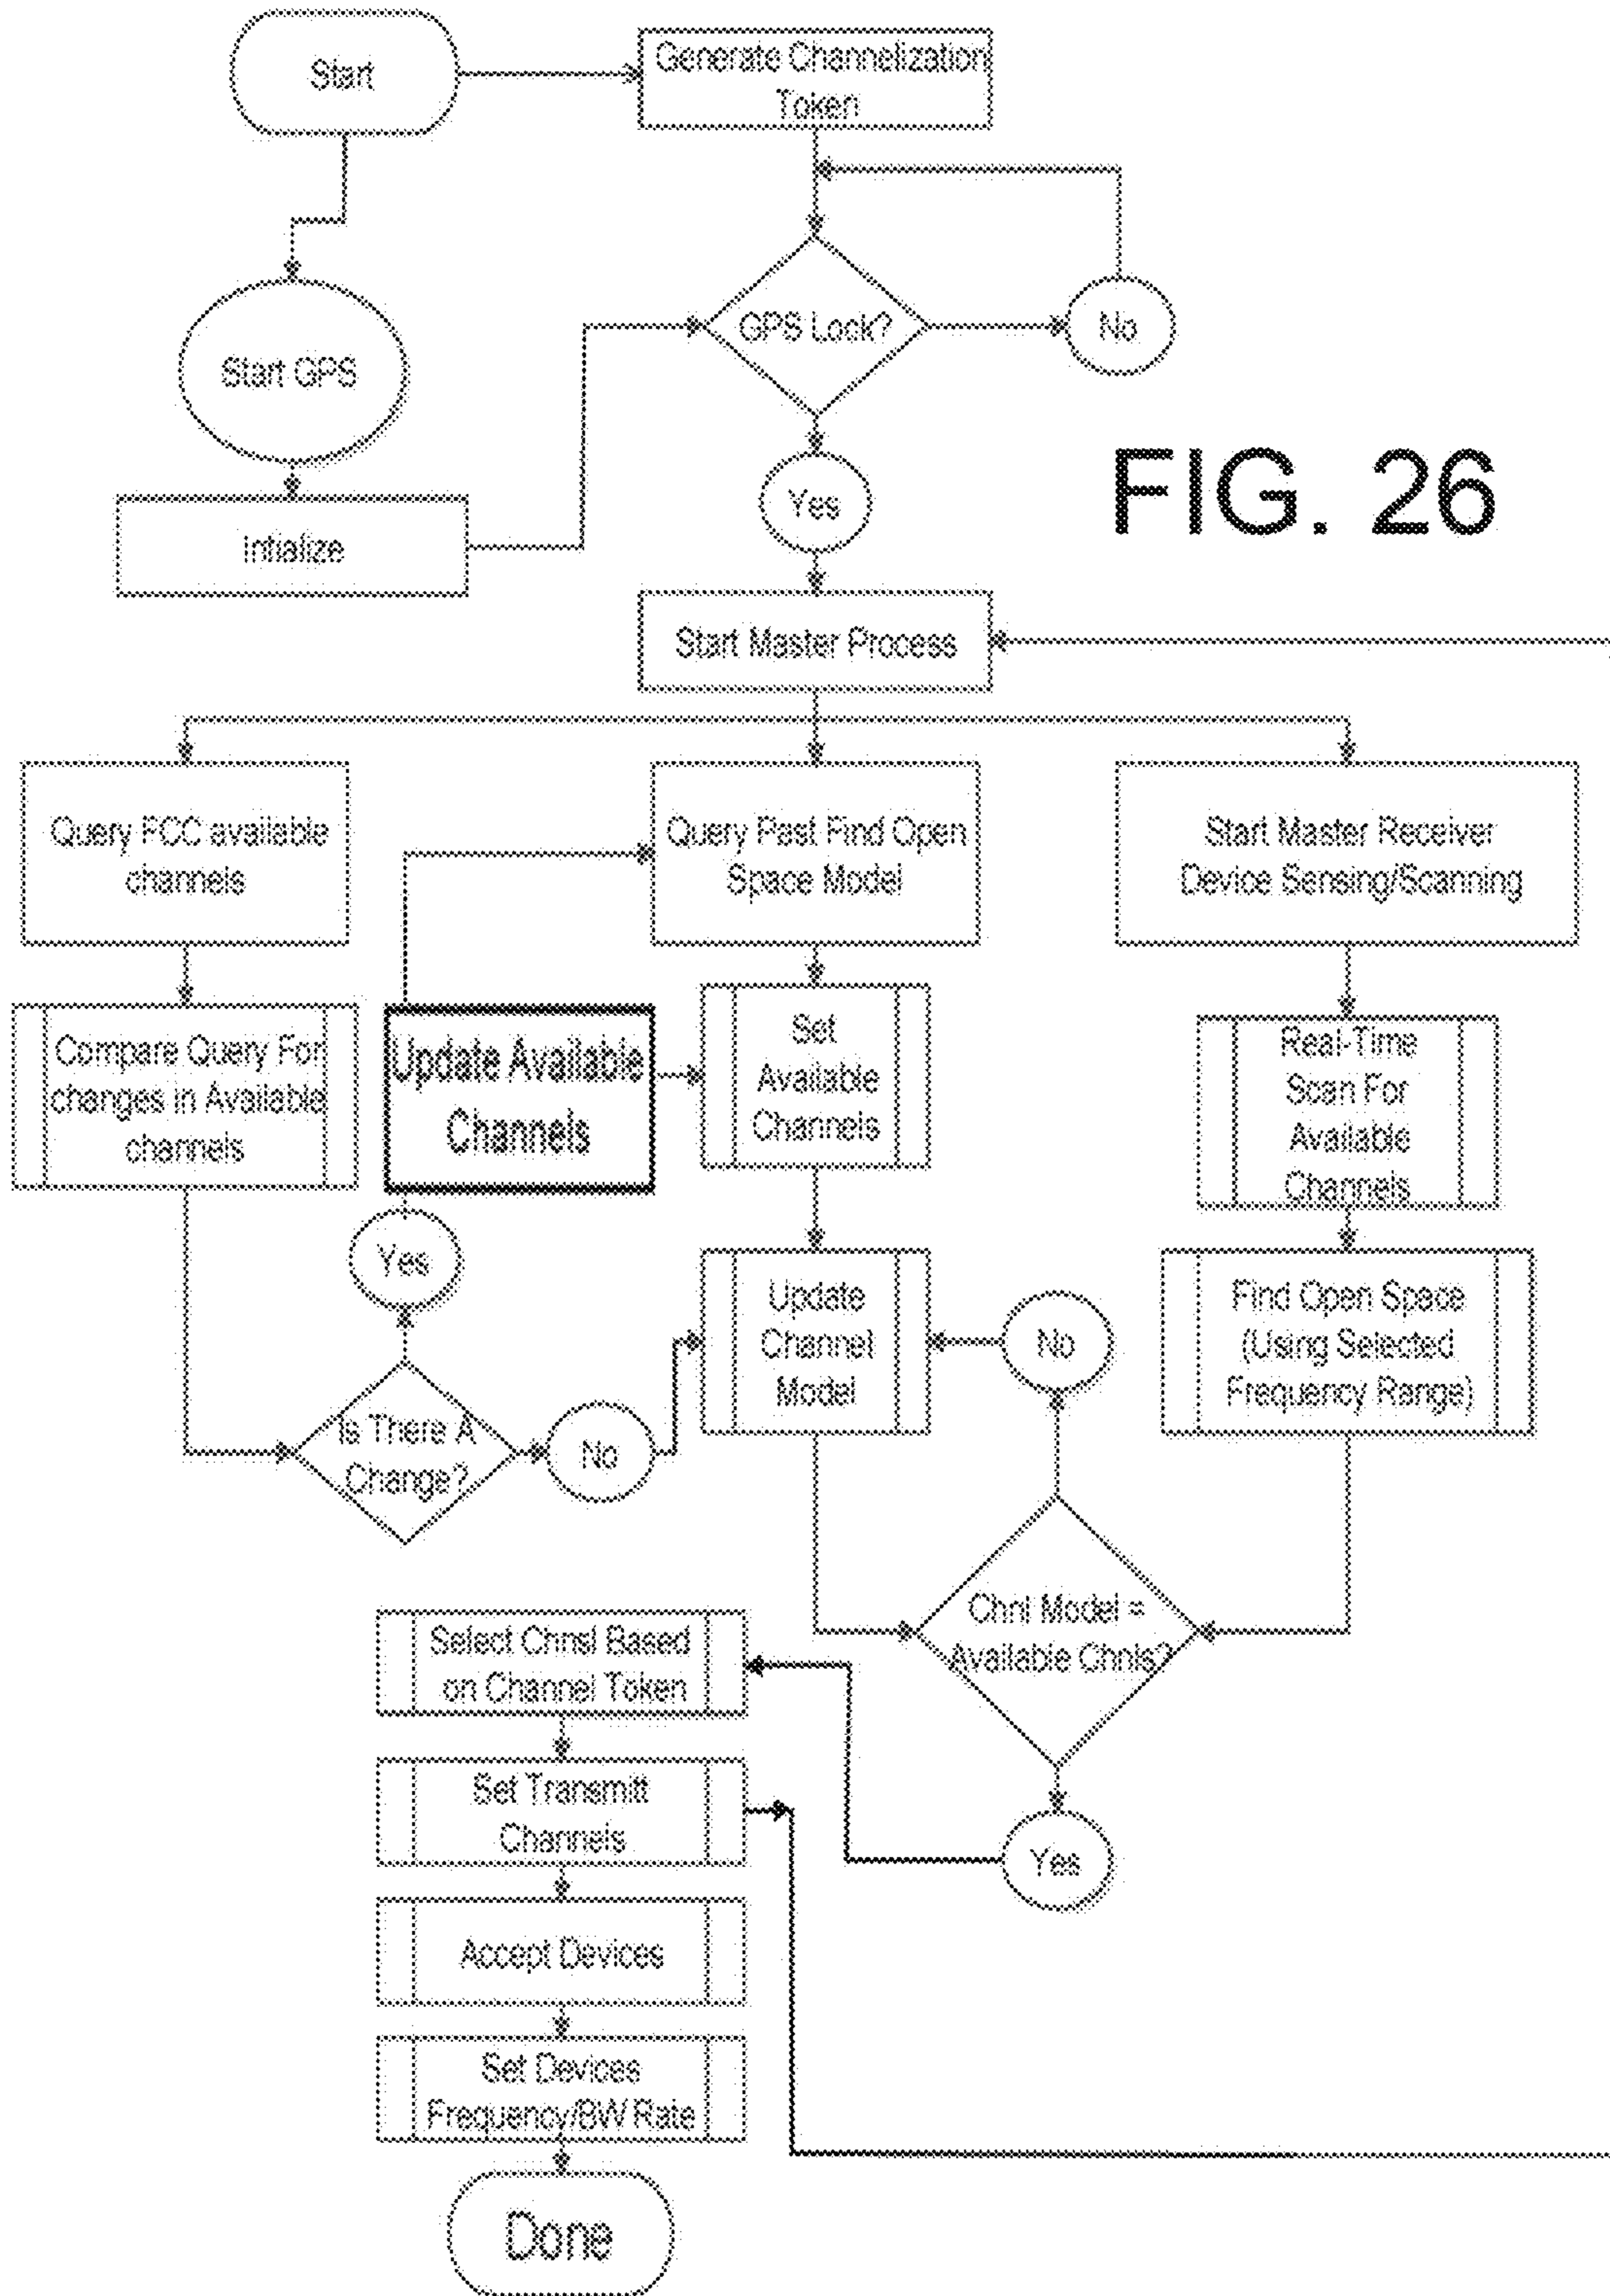 Start
Generate Channelization
Token
GPS Lock?
No
Start GPS
FIG. 26
Yes
Intialize
Start Master Process
Query FCC available
channels
Query Past Find Open
Space Model
Start Master Receiver
Device Sensing/Scanning
Compare Query For
changes in Available
channels
Update Available
Channels
Set
Available
Channels
Real-Time
Scan For
Available
Channels
Yes
Update
Channel
Model
No
Find Open Space
(Using Selected
Frequency Range)
Is There A
Change?
No
Chnl Model =
Available Chnls?
Select Chnsl Based
on Channel Token
Set Transmitt
Channels
Yes
Accept Devices
Set Devices
Frequency/BW Rate
Done